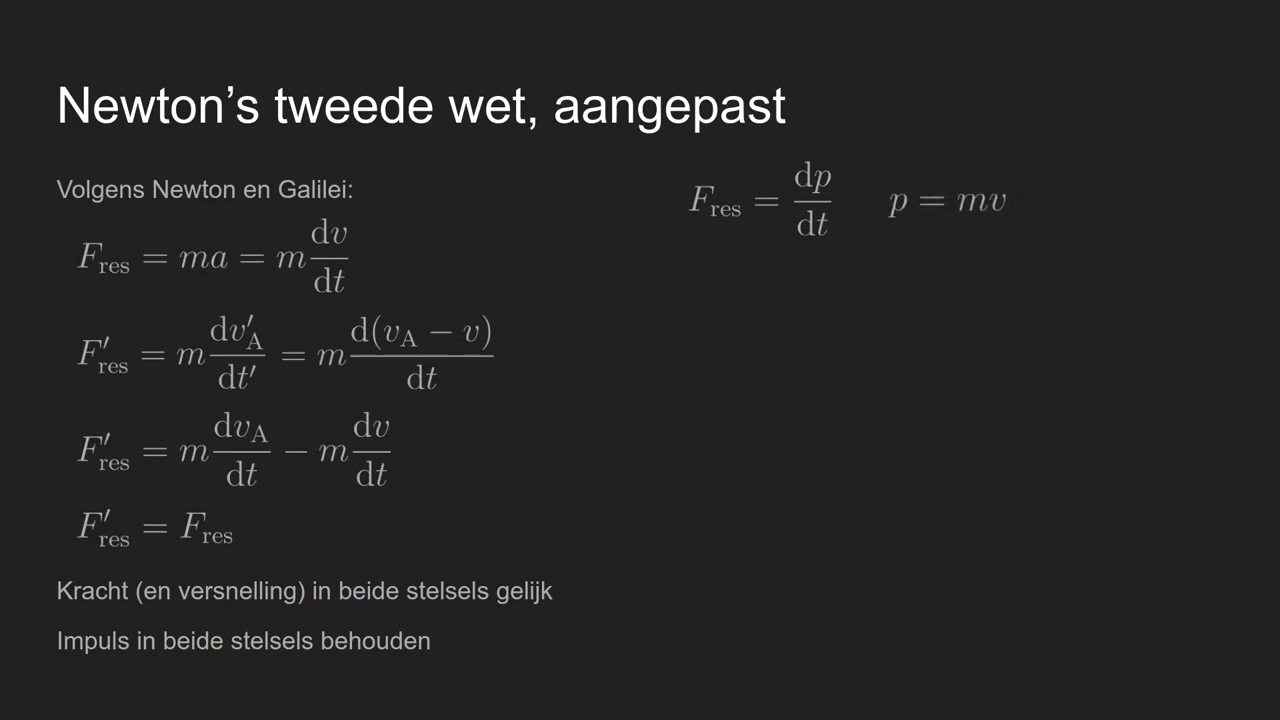 Newton’s tweede wet, aangepast
Volgens Newton en Galilei:
F_res = ma = m dv/dt
F′_res = m dv′_A/dt′ = m d(v_A − v)/dt
F′_res = m dv_A/dt − m dv/dt
F′_res = F_res
Kracht (en versnelling) in beide stelsels gelijk
Impuls in beide stelsels behouden
F_res = dp/dt p = mv